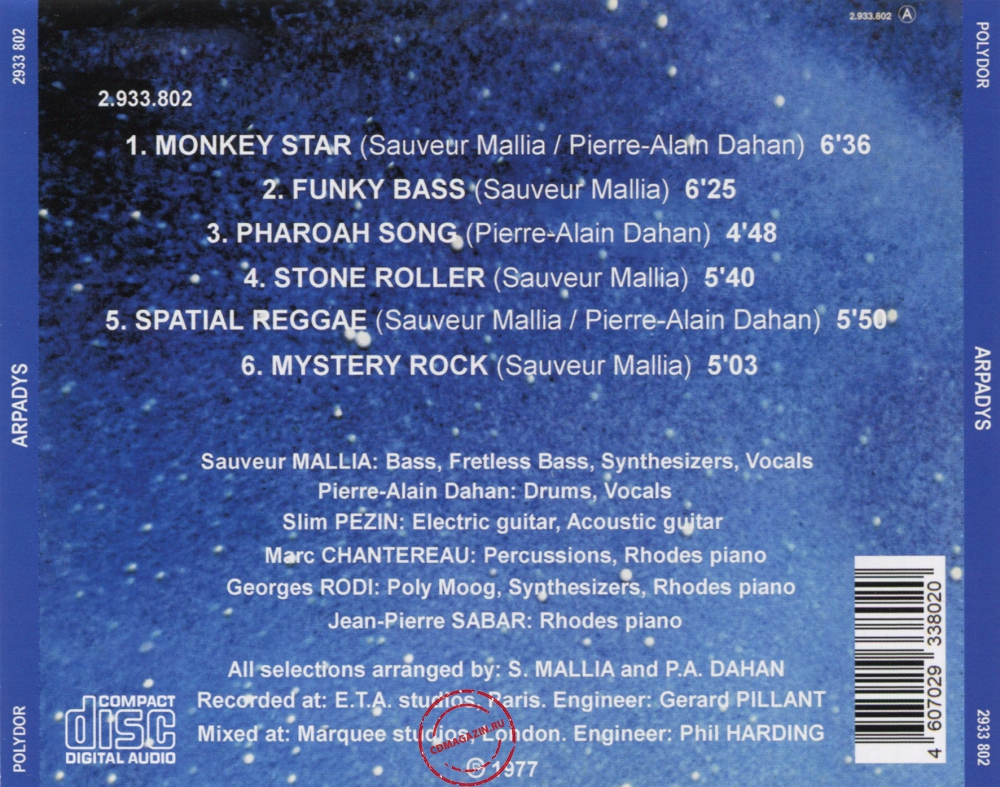 2.933.802 A
2.933.802
1. MONKEY STAR (Sauveur Mallia / Pierre-Alain Dahan) 6'36
2. FUNKY BASS (Sauveur Mallia) 6'25
3. PHAROAH SONG (Pierre-Alain Dahan) 4'48
4. STONE ROLLER (Sauveur Mallia) 5'40
5. SPATIAL REGGAE (Sauveur Mallia / Pierre-Alain Dahan) 5'50
6. MYSTERY ROCK (Sauveur Mallia) 5'03
Sauveur MALLIA: Bass, Fretless Bass, Synthesizers, Vocals
Pierre-Alain Dahan: Drums, Vocals
Slim PEZIN: Electric guitar, Acoustic guitar
Marc CHANTEREAU: Percussions, Rhodes piano
Georges RODI: Poly Moog, Synthesizers, Rhodes piano
Jean-Pierre SABAR: Rhodes piano
All selections arranged by: S. MALLIA and P.A. DAHAN
Recorded at: E.T.A. studios, Paris. Engineer: Gerard PILLANT
Mixed at: Marquee studios, London. Engineer: Phil HARDING
© 1977
COMPACT
disc
DIGITAL AUDIO
CDMAGAZIN.RU
4 607029 338020
2933 802
ARPADYS
POLYDOR
POLYDOR
ARPADYS
2933 802